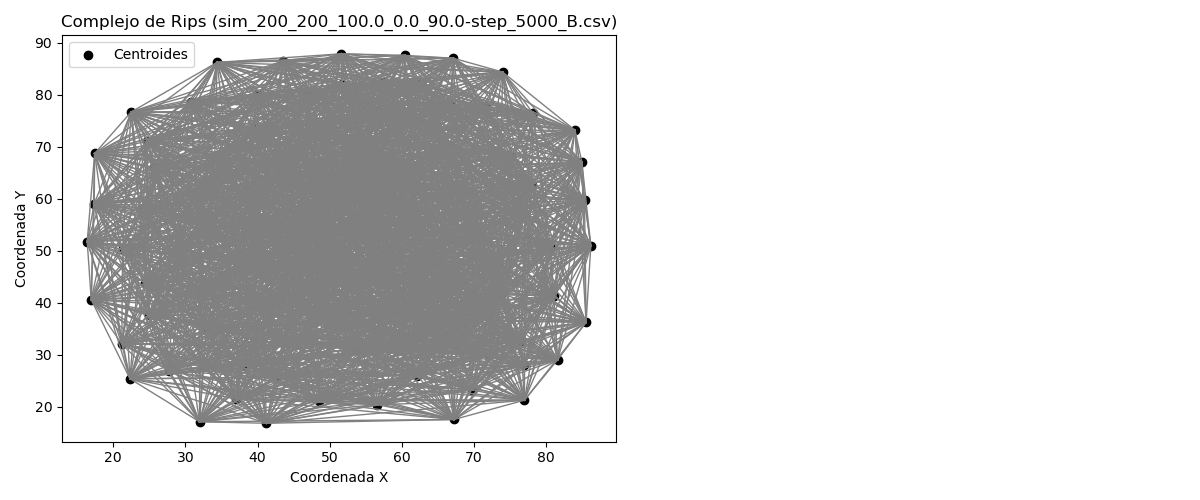 Complejo de Rips (sim_200_200_100.0_0.0_90.0-step_5000_B.csv)
Centroides
90
80
70
60
50
40
30
20
Coordenada Y
20 30 40 50 60 70 80
Coordenada X